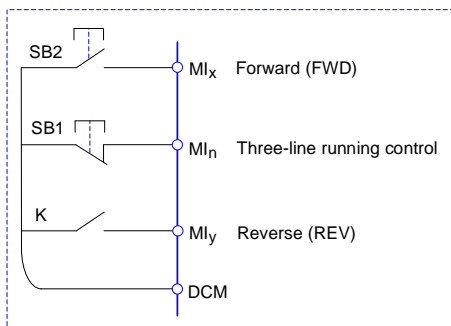 SB2 MIx Forward (FWD)
SB1 MIn Three-line running control
K MIy Reverse (REV)
DCM